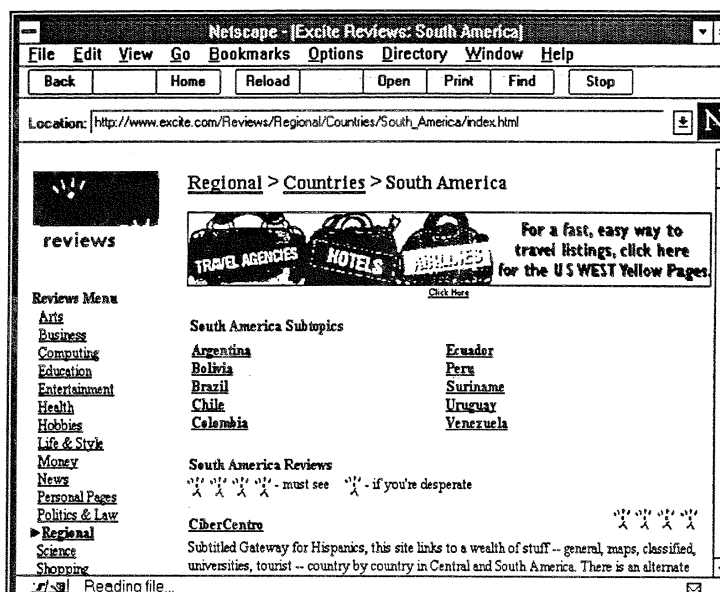 Netscape - [Excite Reviews: South America]
File Edit View Go Bookmarks Options Directory Window Help
Back Home Reload Open Print Find Stop
Location: http://www.excite.com/Reviews/Regional/Countries/South_America/index.html
N
reviews
Regional > Countries > South America
TRAVEL AGENCIES HOTELS AIRLINES
For a fast, easy way to
travel listings, click here
for the U S WEST Yellow Pages.
Click Here
Reviews Menu
Arts
Business
Computing
Education
Entertainment
Health
Hobbies
Life & Style
Money
News
Personal Pages
Politics & Law
Regional
Science
Shopping
South America Subtopics
Argentina Ecuador
Bolivia Peru
Brazil Suriname
Chile Uruguay
Colombia Venezuela
South America Reviews
- must see - if you're desperate
CiberCentro
Subtitled Gateway for Hispanics, this site links to a wealth of stuff -- general, maps, classified,
universities, tourist -- country by country in Central and South America. There is an alternate
Reading file...